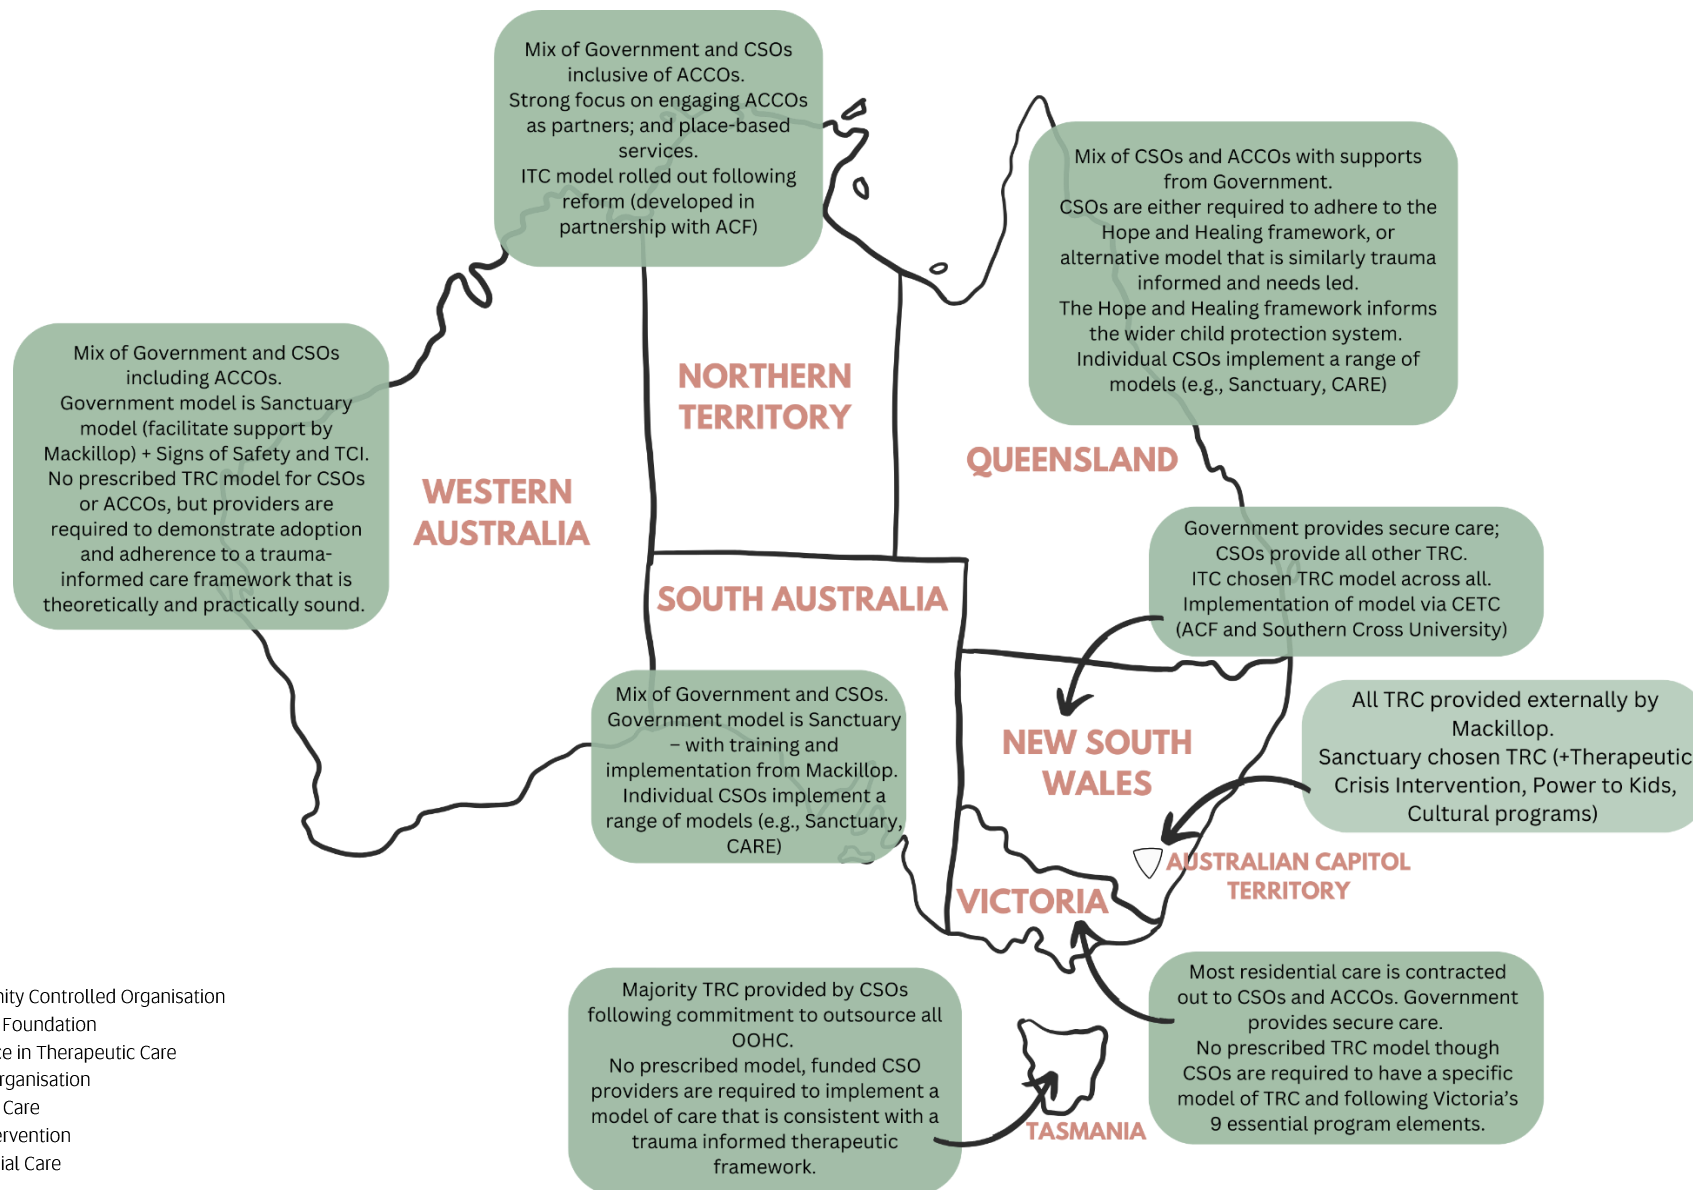 Mix of Government and CSOs
inclusive of ACCOs.
Strong focus on engaging ACCOs
as partners; and place-based
services.
ITC model rolled out following
reform (developed in
partnership with ACF)
Mix of CSOs and ACCOs with supports
from Government.
CSOs are either required to adhere to the
Hope and Healing framework, or
alternative model that is similarly trauma
informed and needs led.
The Hope and Healing framework informs
the wider child protection system.
Individual CSOs implement a range of
models (e.g., Sanctuary, CARE)
Mix of Government and CSOs
including ACCOs.
Government model is Sanctuary
model (facilitate support by
Mackillop) + Signs of Safety and TCI.
No prescribed TRC model for CSOs
or ACCOs, but providers are
required to demonstrate adoption
and adherence to a trauma-
informed care framework that is
theoretically and practically sound.
NORTHERN
TERRITORY
QUEENSLAND
WESTERN
AUSTRALIA
SOUTH AUSTRALIA
Government provides secure care;
CSOs provide all other TRC.
ITC chosen TRC model across all.
Implementation of model via CETC
(ACF and Southern Cross University)
Mix of Government and CSOs.
Government model is Sanctuary
– with training and
implementation from Mackillop.
Individual CSOs implement a
range of models (e.g., Sanctuary,
CARE)
NEW SOUTH
WALES
All TRC provided externally by
Mackillop.
Sanctuary chosen TRC (+Therapeutic
Crisis Intervention, Power to Kids,
Cultural programs)
AUSTRALIAN CAPITOL
TERRITORY
VICTORIA
Majority TRC provided by CSOs
following commitment to outsource all
OOHC.
No prescribed model, funded CSO
providers are required to implement a
model of care that is consistent with a
trauma informed therapeutic
framework.
TASMANIA
Most residential care is contracted
out to CSOs and ACCOs. Government
provides secure care.
No prescribed TRC model though
CSOs are required to have a specific
model of TRC and following Victoria's
9 essential program elements.
nity Controlled Organisation
Foundation
ce in Therapeutic Care
rganisation
Care
ervention
ial Care